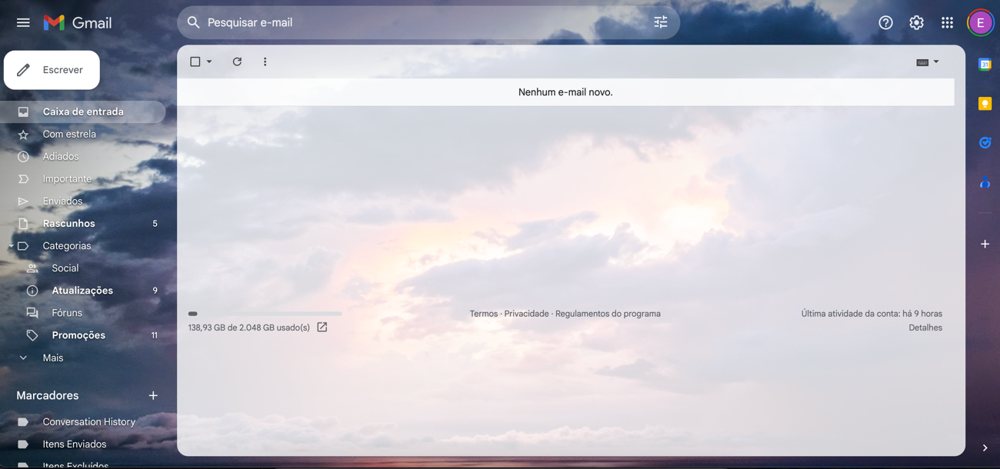 Gmail
Pesquisar e-mail
E
Escrever
Nenhum e-mail novo.
Caixa de entrada
Com estrela
Adiados
Importante
Enviados
Rascunhos 5
Categorias
Social
Atualizações 9
Fóruns
Promoções 11
Mais
Marcadores
Conversation History
Itens Enviados
Itens Excluídos
138,93 GB de 2.048 GB usado(s)
Termos · Privacidade · Regulamentos do programa
Última atividade da conta: há 9 horas
Detalhes
31